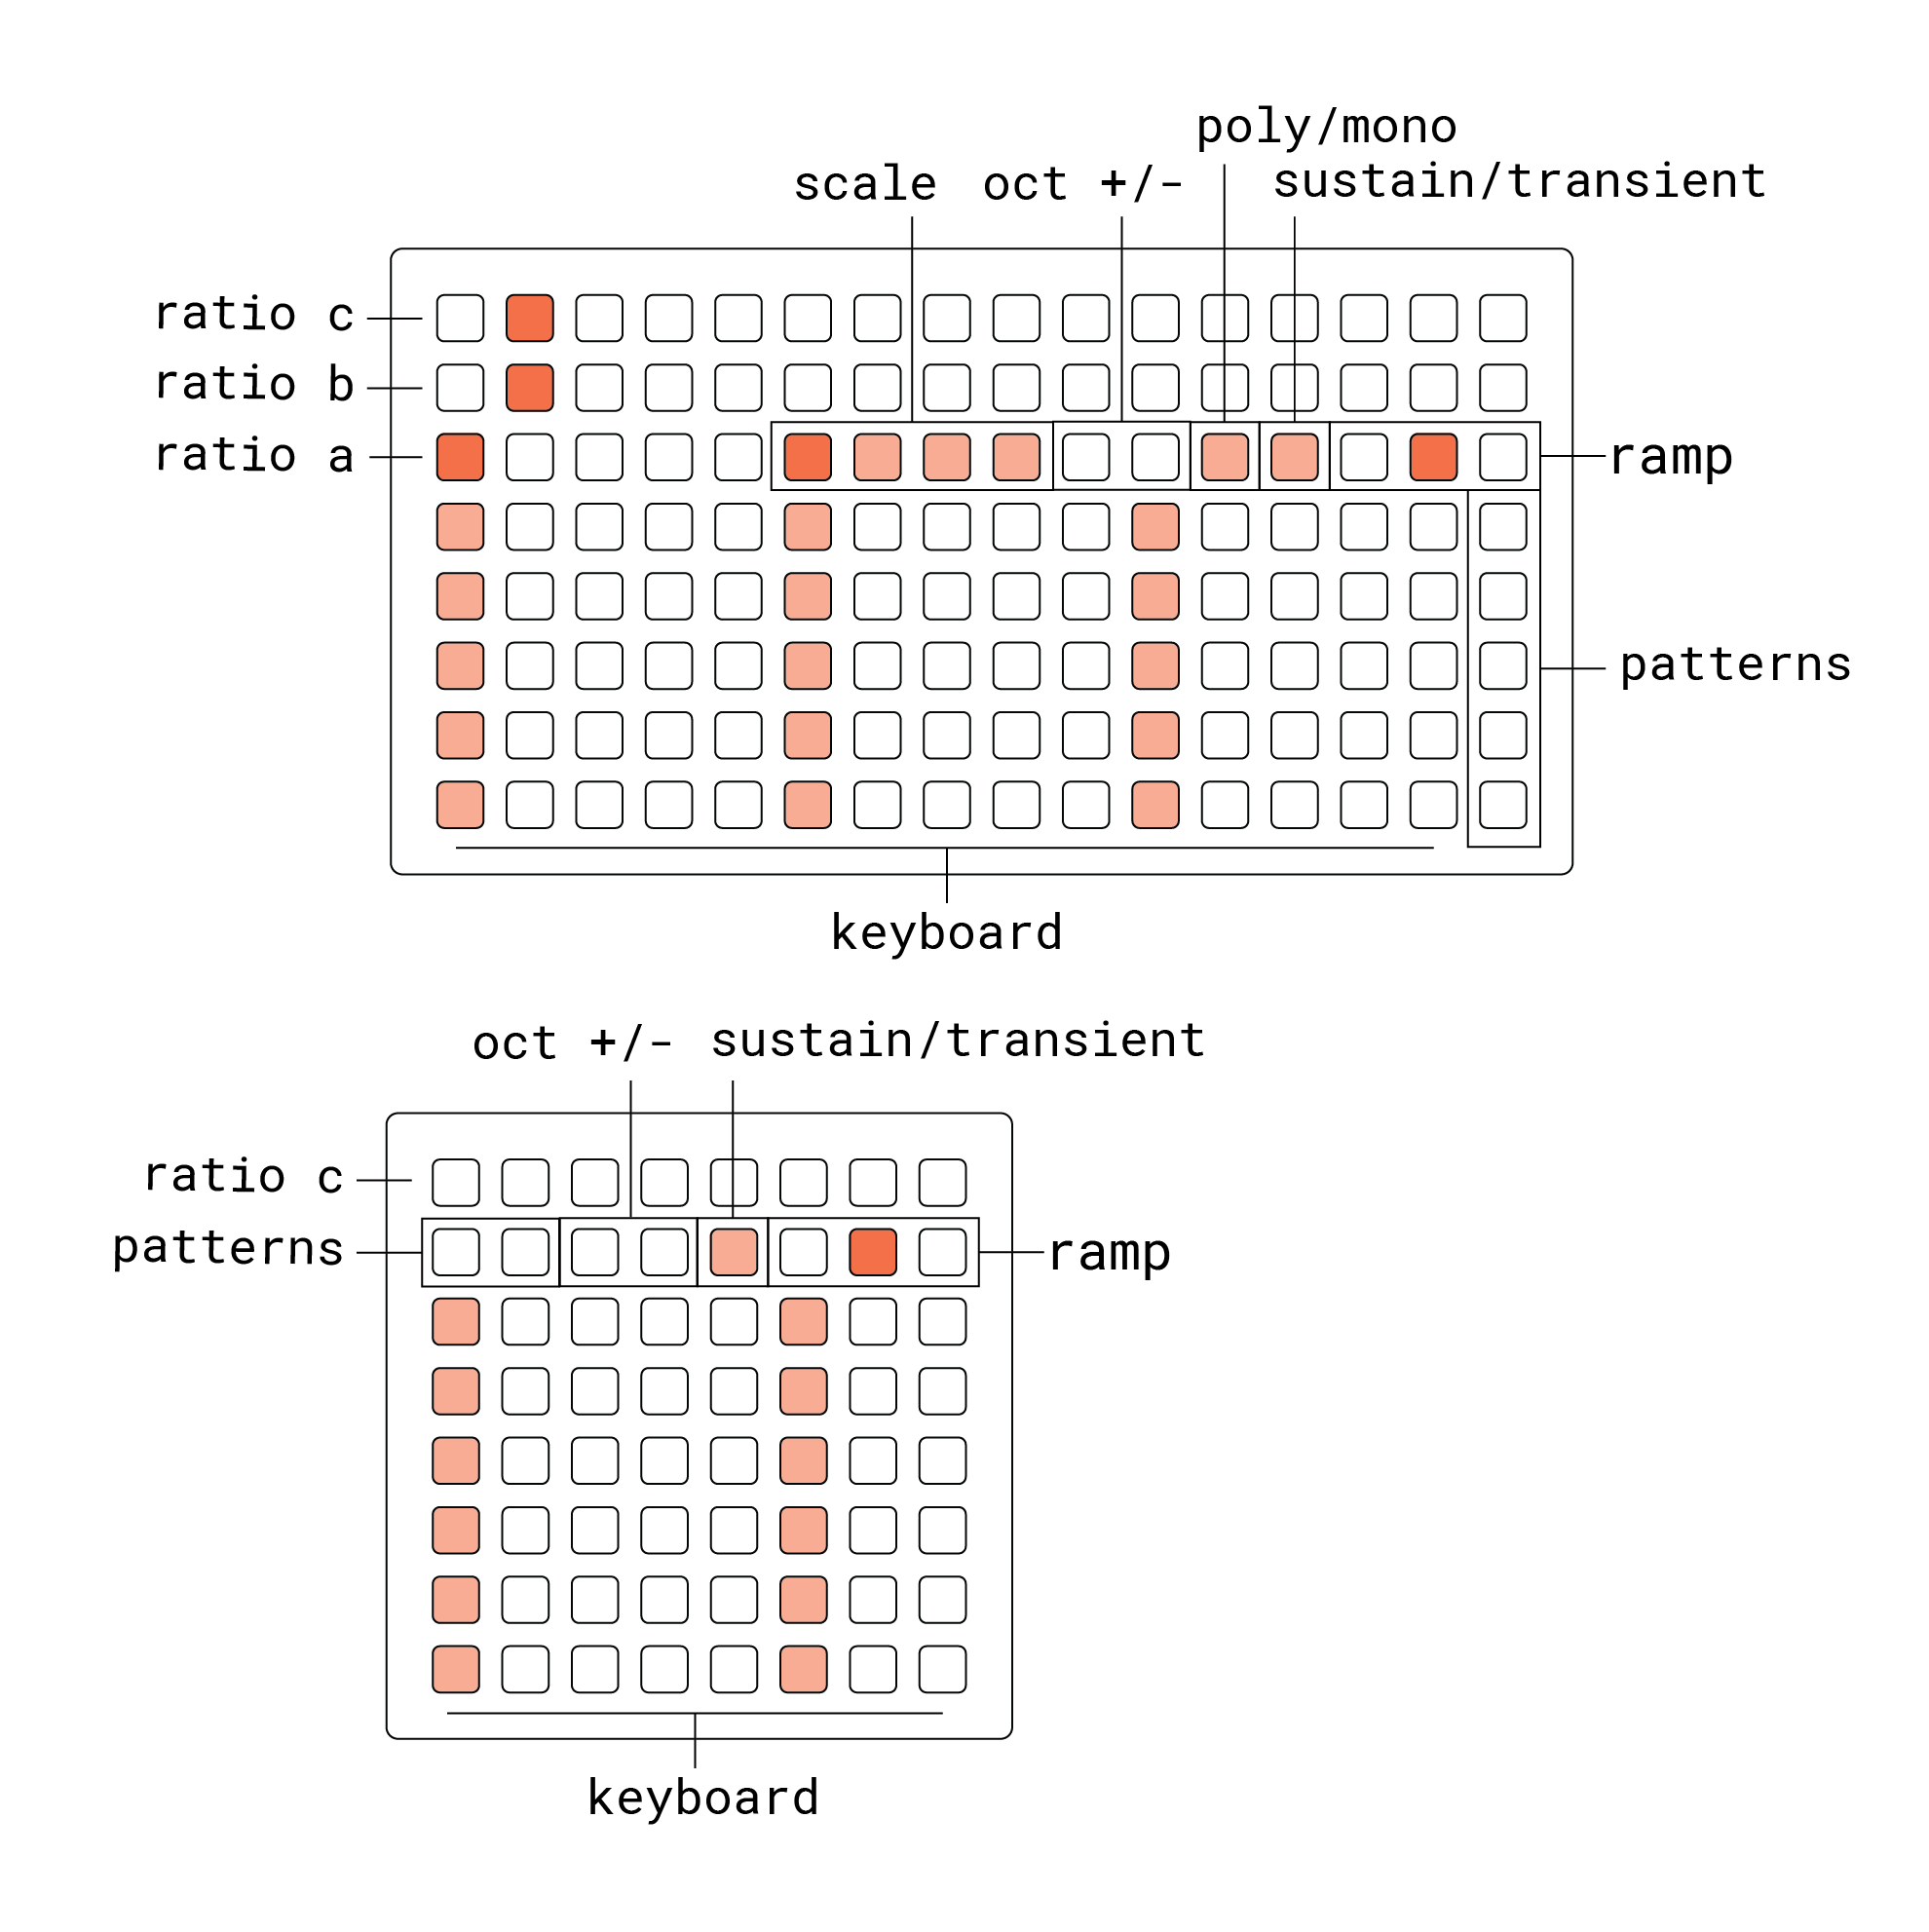 poly/mono
scale oct +/- sustain/transient
ratio c
ratio b
ratio a
ramp
patterns
keyboard
oct +/- sustain/transient
ratio c
patterns
ramp
keyboard